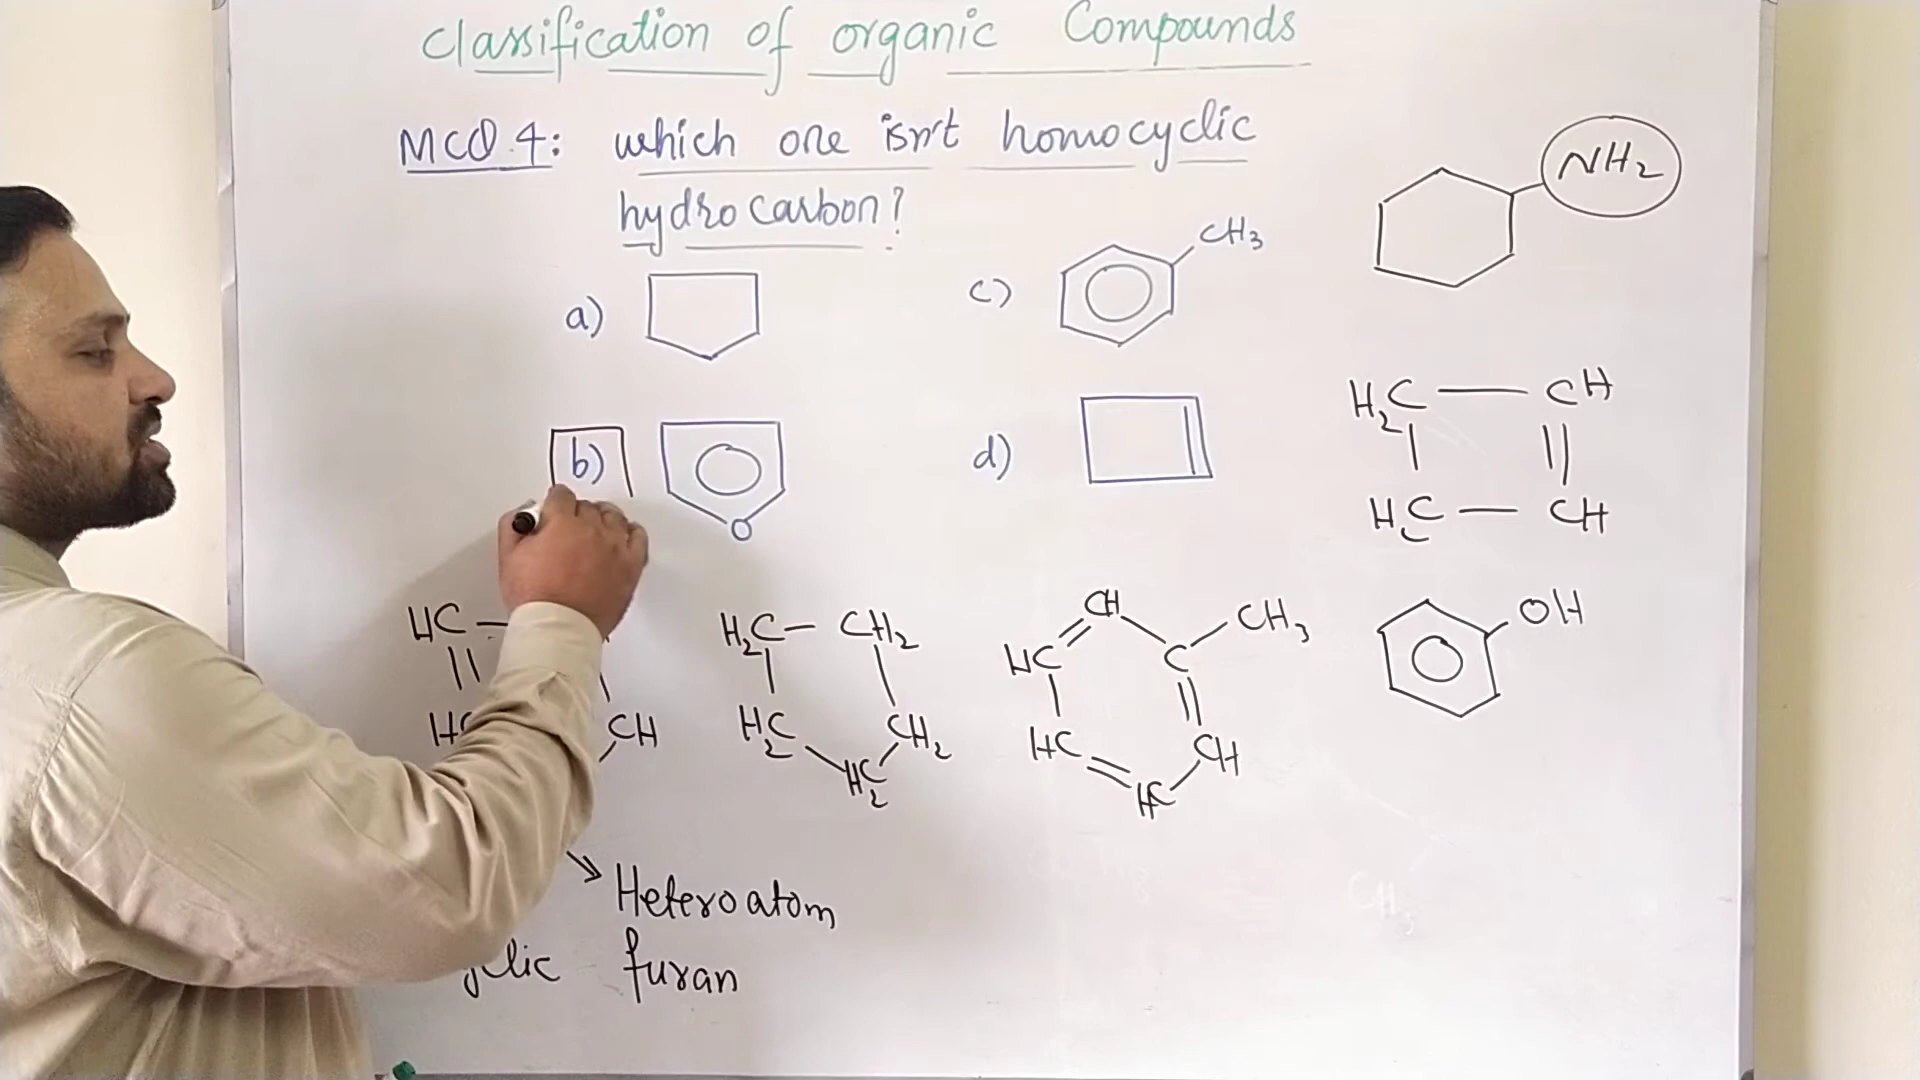 Classification of organic Compounds
MCQ 4: which one isn't homocyclic
hydrocarbon?
NH2
a)
c) CH3
b) O
d)
H2C — CH
H2C — CH
HC
H2C — CH2
CH
HC CH3
C
OH
CH
H2C
CH2
HC
CH
H2C
HC
Heteroatom
furan